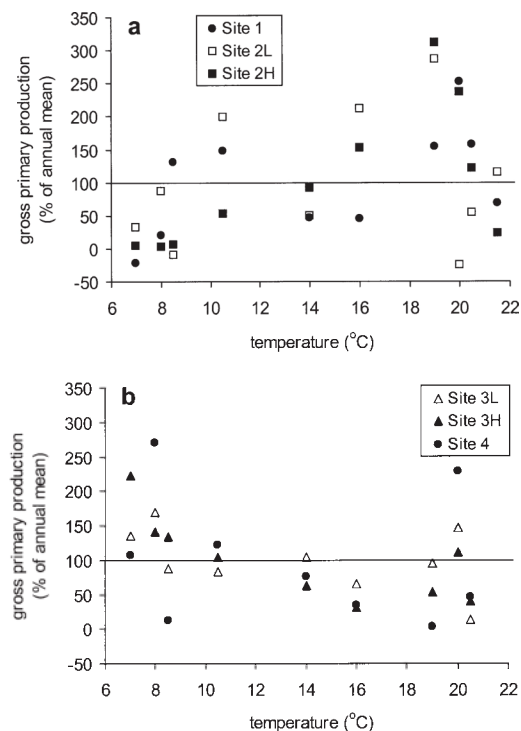 a
Site 1
Site 2L
Site 2H
gross primary production
(% of annual mean)
350
300
250
200
150
100
50
0
-50
6 8 10 12 14 16 18 20 22
temperature (°C)
b
Site 3L
Site 3H
Site 4
gross primary production
(% of annual mean)
350
300
250
200
150
100
50
0
-50
6 8 10 12 14 16 18 20 22
temperature (°C)